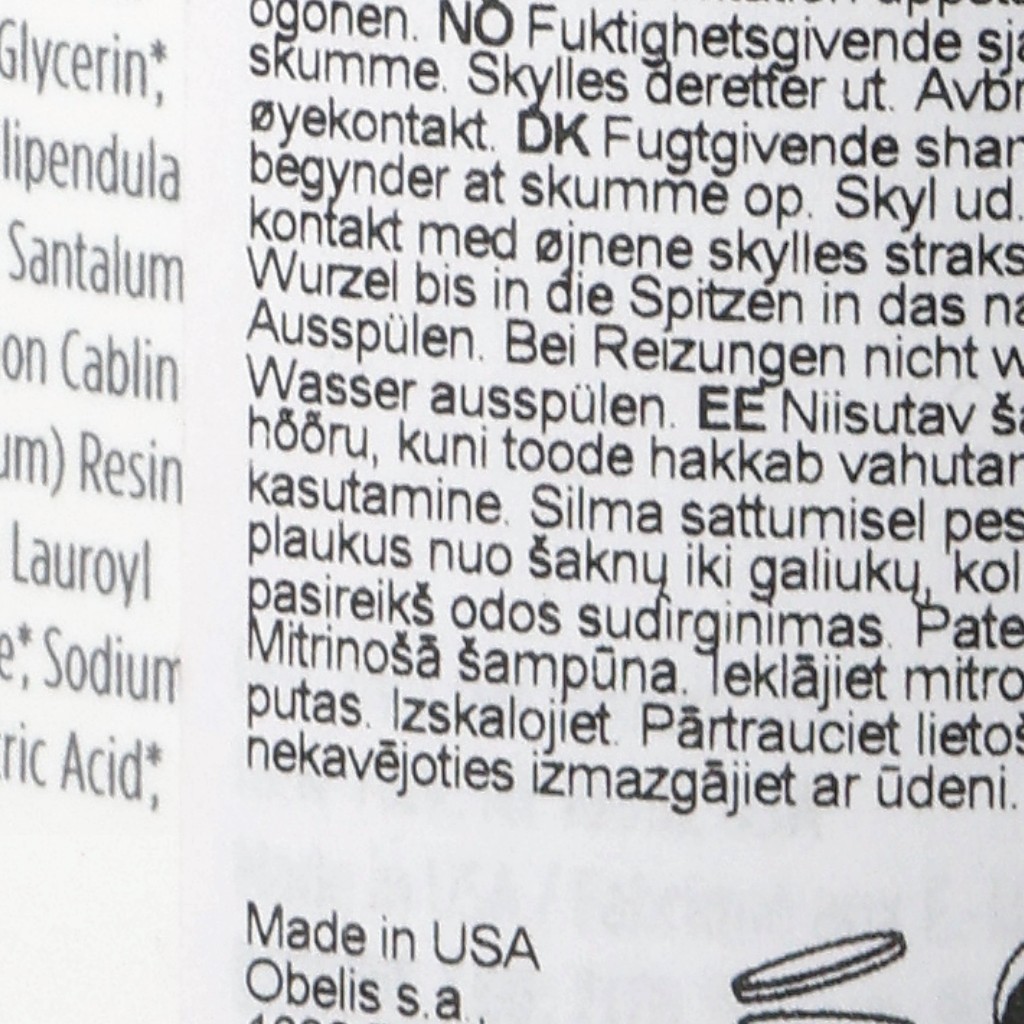 Glycerin*,
lipendula
Santalum
on Cablin
um) Resin
Lauroyl
e*, Sodium
ric Acid*,
ögonen. NO Fuktighetsgivende sja
skumme. Skylles deretter ut. Avbr
øyekontakt. DK Fugtgivende shar
begynder at skumme op. Skyl ud.
kontakt med øjnene skylles straks
Wurzel bis in die Spitzen in das na
Ausspülen. Bei Reizungen nicht w
Wasser ausspülen. EE Niisutav ša
hõõru, kuni toode hakkab vahutar
kasutamine. Silma sattumisel pes
plaukus nuo šaknų iki galiukų, kol
pasireikš odos sudirginimas. Pate
Mitrinošā šampūna. Ieklājiet mitro
putas. Izskalojiet. Pārtrauciet lietoš
nekavējoties izmazgājiet ar ūdeni.
Made in USA
Obelis s.a.,